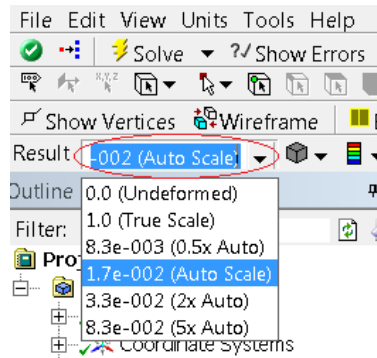 File Edit View Units Tools Help
Solve ?/ Show Errors
Show Vertices Wireframe
Result -002 (Auto Scale)
Outline
0.0 (Undeformed)
1.0 (True Scale)
Filter:
8.3e-003 (0.5x Auto)
Pro
1.7e-002 (Auto Scale)
3.3e-002 (2x Auto)
8.3e-002 (5x Auto)
Coordinate Systems